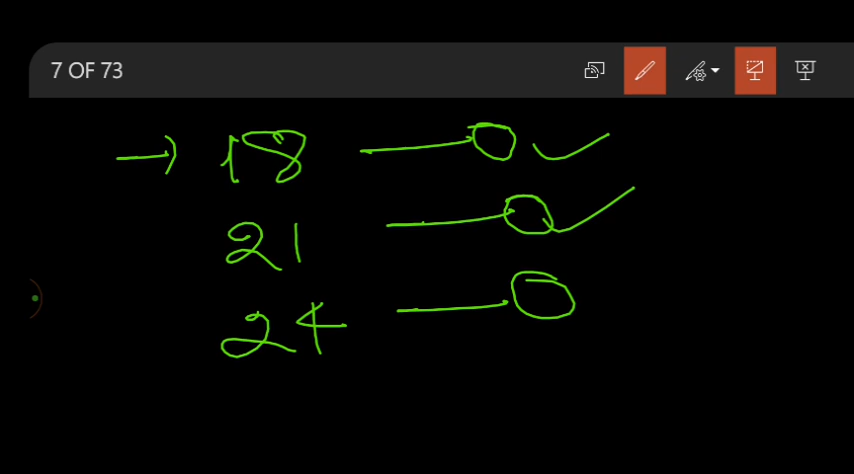 7 OF 73
→ 18 — 0 ✓
21 — 0 ✓
24 — 0